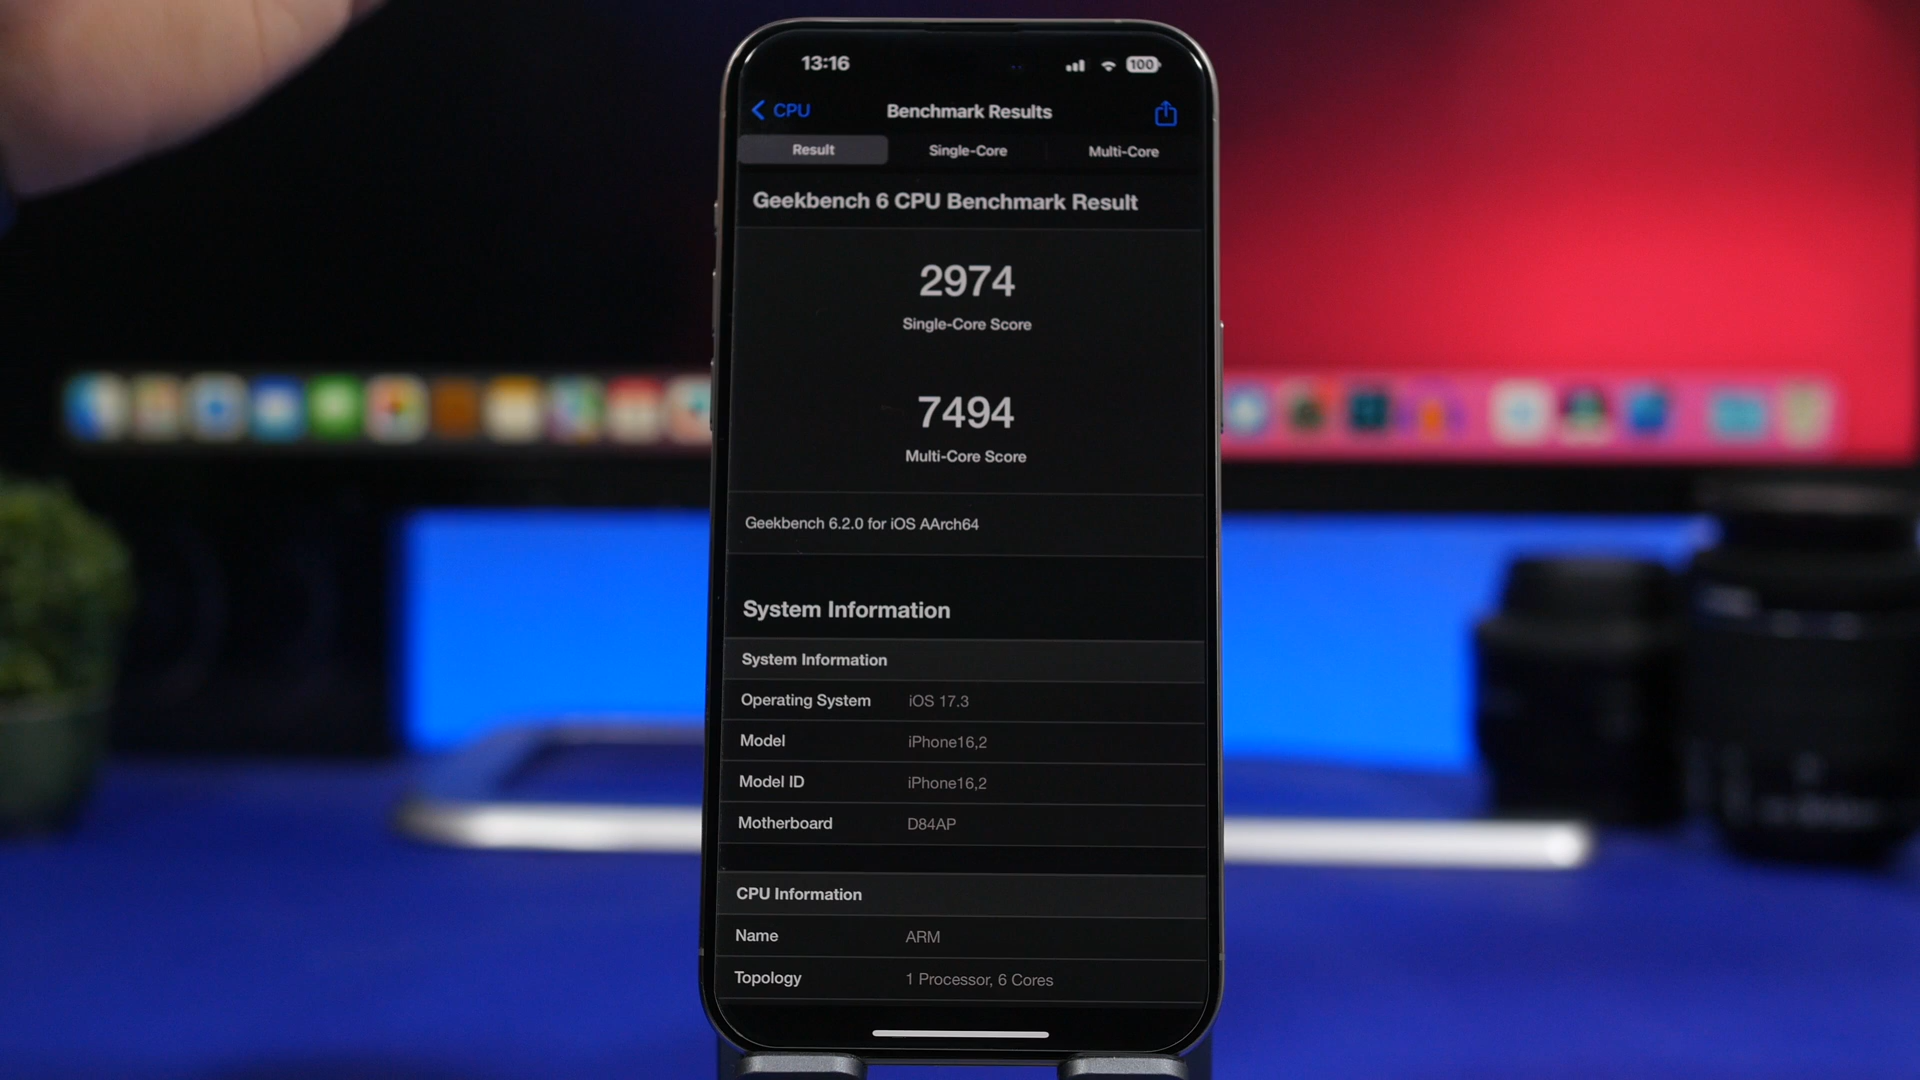 13:16
100
CPU
Benchmark Results
Result Single-Core Multi-Core
Geekbench 6 CPU Benchmark Result
2974
Single-Core Score
7494
Multi-Core Score
Geekbench 6.2.0 for iOS AArch64
System Information
System Information
Operating System iOS 17.3
Model iPhone16,2
Model ID iPhone16,2
Motherboard D84AP
CPU Information
Name ARM
Topology 1 Processor, 6 Cores